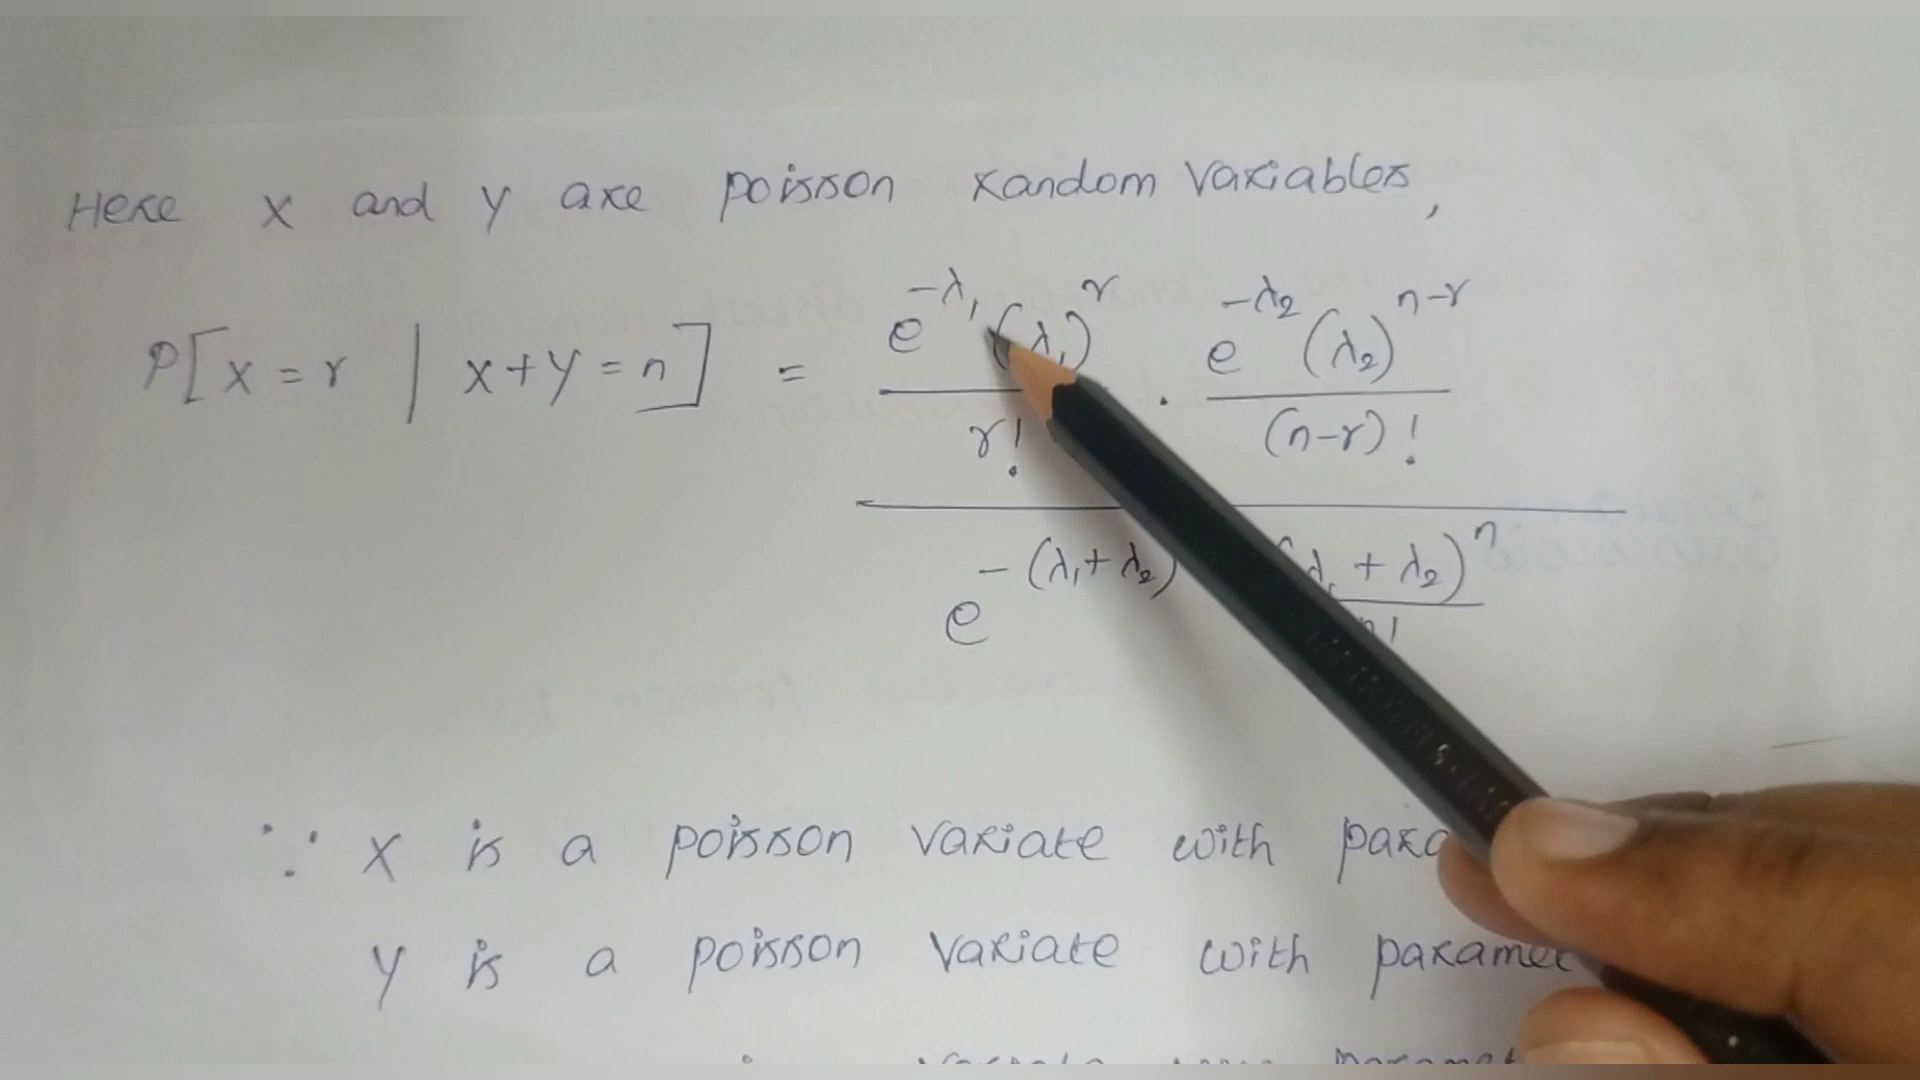 Here x and y are poisson random variables,
P[x = r | x+y = n] = e^{-λ1} (λ1)^r / r! . e^{-λ2} (λ2)^{n-r} / (n-r)!
e^{-(λ1+λ2)} (λ1 + λ2)^n / n!
∵ x is a poisson variate with para
y is a poisson variate with paramet